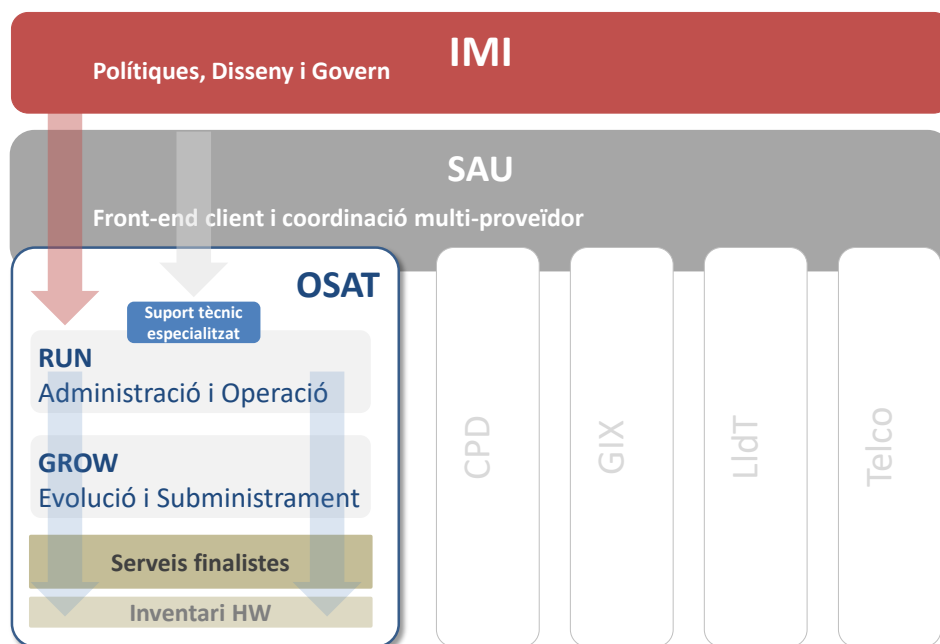 IMI
Polítiques, Disseny i Govern
SAU
Front-end client i coordinació multi-proveïdor
OSAT
Suport tècnic
especialitzat
RUN
Administració i Operació
GROW
Evolució i Subministrament
Serveis finalistes
Inventari HW
CPD
GIX
LldT
Telco